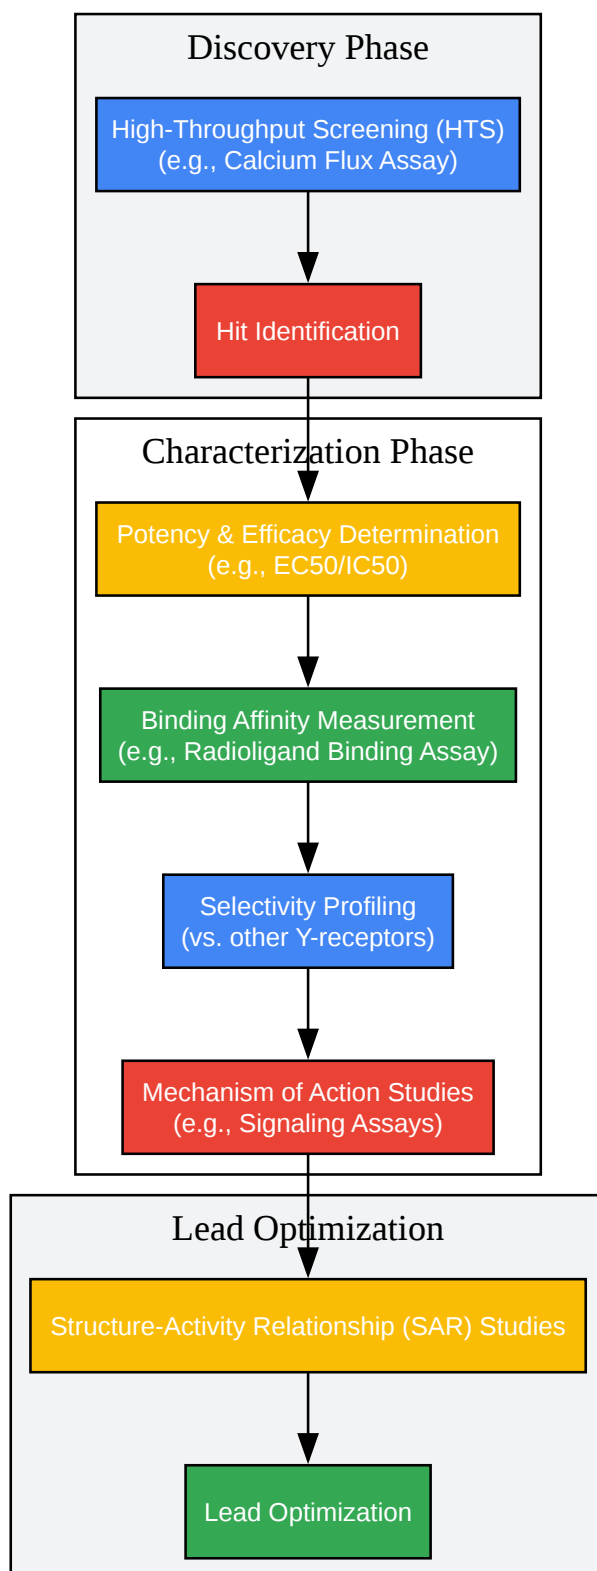 Discovery Phase
High-Throughput Screening (HTS)
(e.g., Calcium Flux Assay)
Hit Identification
Characterization Phase
Potency & Efficacy Determination
(e.g., EC50/IC50)
Binding Affinity Measurement
(e.g., Radioligand Binding Assay)
Selectivity Profiling
(vs. other Y-receptors)
Mechanism of Action Studies
(e.g., Signaling Assays)
Lead Optimization
Structure-Activity Relationship (SAR) Studies
Lead Optimization